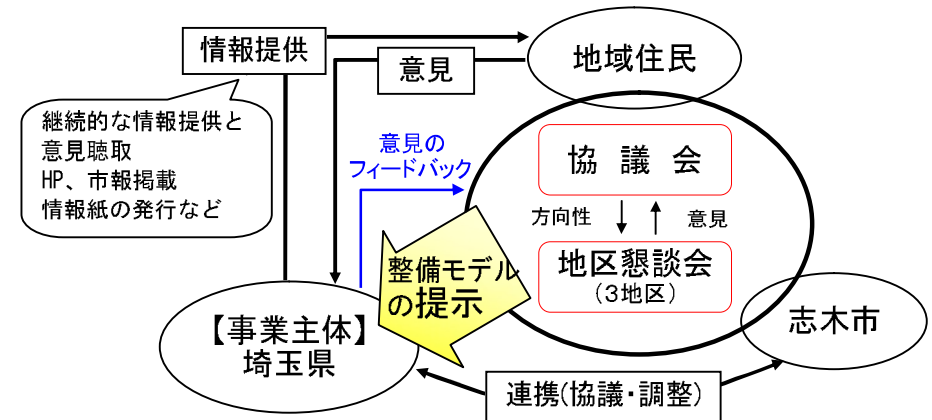 情報提供
地域住民
意見
継続的な情報提供と
意見聴取
HP、市報掲載
情報紙の発行など
意見の
フィードバック
協 議 会
方向性
意見
地区懇談会
(3地区)
整備モデル
の提示
【事業主体】
埼玉県
志木市
連携(協議・調整)